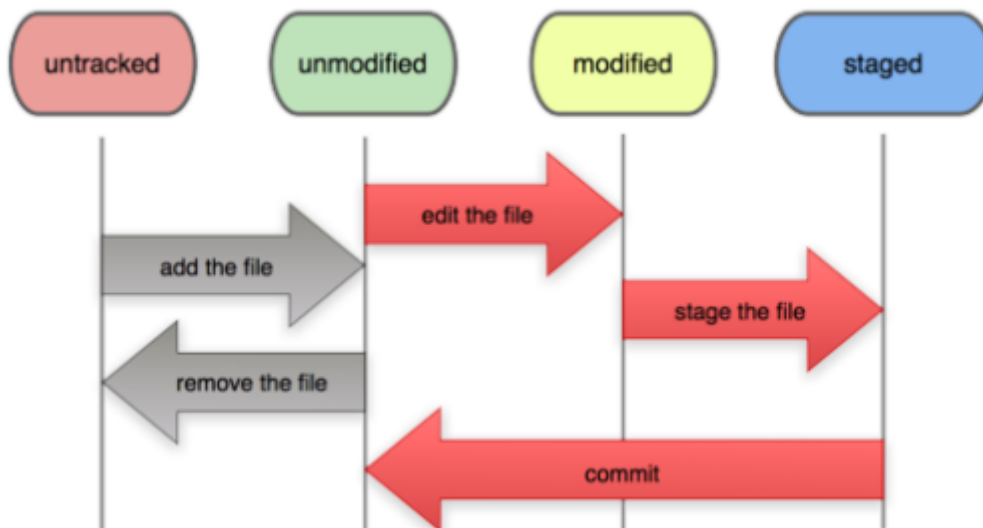 untracked
unmodified
modified
staged
edit the file
add the file
stage the file
remove the file
commit